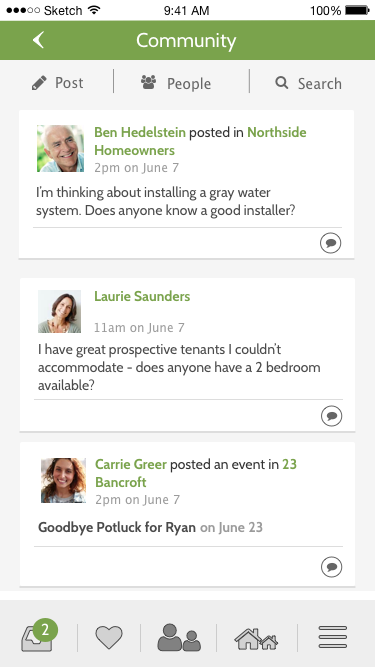 Sketch 9:41 AM 100%
Community
Post People Search
Ben Hedelstein posted in Northside
Homeowners
2pm on June 7
I'm thinking about installing a gray water
system. Does anyone know a good installer?
Laurie Saunders
11am on June 7
I have great prospective tenants I couldn't
accommodate - does anyone have a 2 bedroom
available?
Carrie Greer posted an event in 23
Bancroft
2pm on June 7
Goodbye Potluck for Ryan on June 23
2